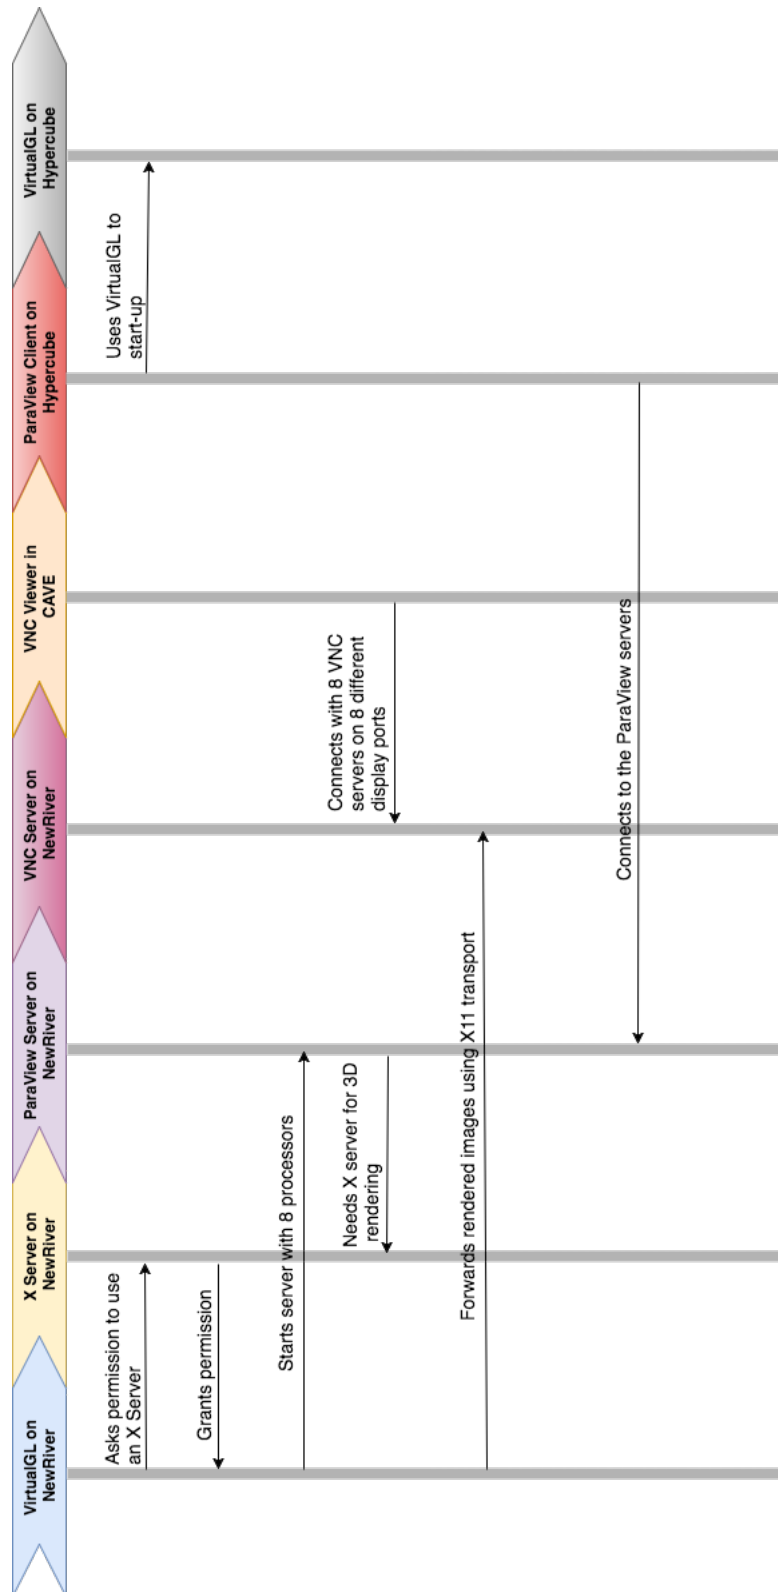 VirtualGL on
NewRiver
X Server on
NewRiver
ParaView Server on
NewRiver
VNC Server on
NewRiver
VNC Viewer in
CAVE
ParaView Client on
Hypercube
VirtualGL on
Hypercube
Asks permission to use
an X Server
Uses VirtualGL to
start-up
Grants permission
Starts server with 8 processors
Connects with 8 VNC
servers on 8 different
display ports
Needs X server for 3D
rendering
Forwards rendered images using X11 transport
Connects to the ParaView servers